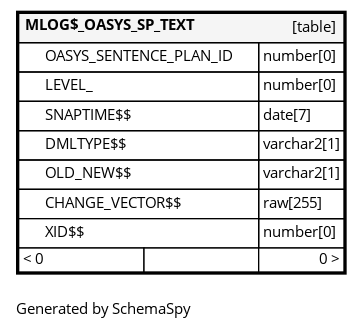 MLOG$_OASYS_SP_TEXT [table]
OASYS_SENTENCE_PLAN_ID number[0]
LEVEL_ number[0]
SNAPTIME$$ date[7]
DMLTYPE$$ varchar2[1]
OLD_NEW$$ varchar2[1]
CHANGE_VECTOR$$ raw[255]
XID$$ number[0]
< 0 0 >
Generated by SchemaSpy